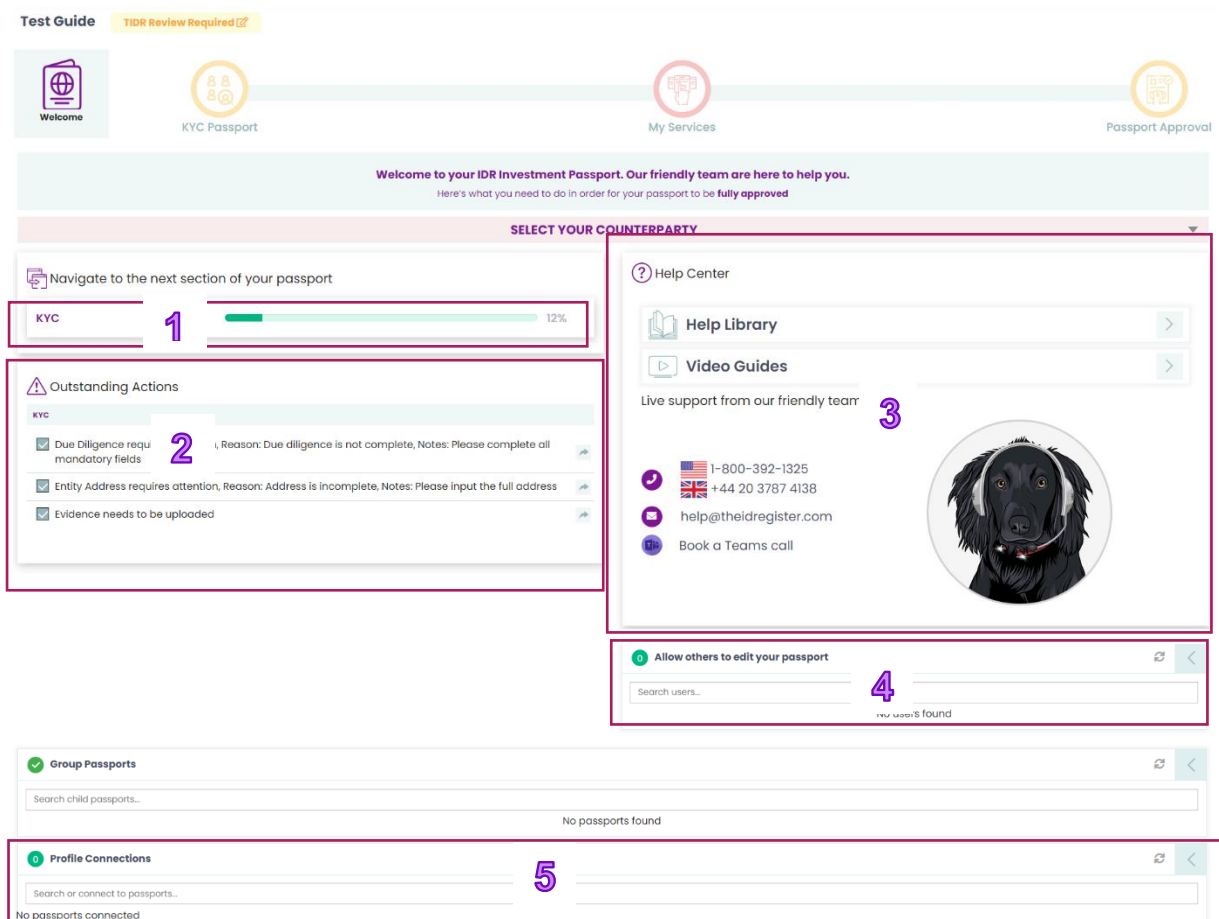 Test Guide
TIDR Review Required
Welcome
KYC Passport
My Services
Passport Approval
Welcome to your IDR Investment Passport. Our friendly team are here to help you.
Here's what you need to do in order for your passport to be fully approved
SELECT YOUR COUNTERPARTY
Navigate to the next section of your passport
KYC
1
12%
Outstanding Actions
KYC
Due Diligence 2, Reason: Due diligence is not complete, Notes: Please complete all
mandatory fields
Entity Address requires attention, Reason: Address is incomplete, Notes: Please input the full address
Evidence needs to be uploaded
Help Center
Help Library
Video Guides
Live support from our friendly team
3
1-800-392-1325
+44 20 3787 4138
help@theidregister.com
Book a Teams call
0 Allow others to edit your passport
Search users...
4
No users found
Group Passports
Search child passports...
No passports found
0 Profile Connections
5
Search or connect to passports...
No passports connected